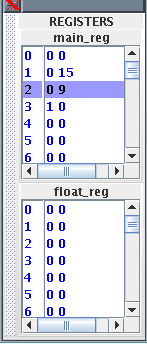 REGISTERS
main_reg
0 0 0
1 0 15
2 0 9
3 1 0
4 0 0
5 0 0
6 0 0
float_reg
0 0 0
1 0 0
2 0 0
3 0 0
4 0 0
5 0 0
6 0 0